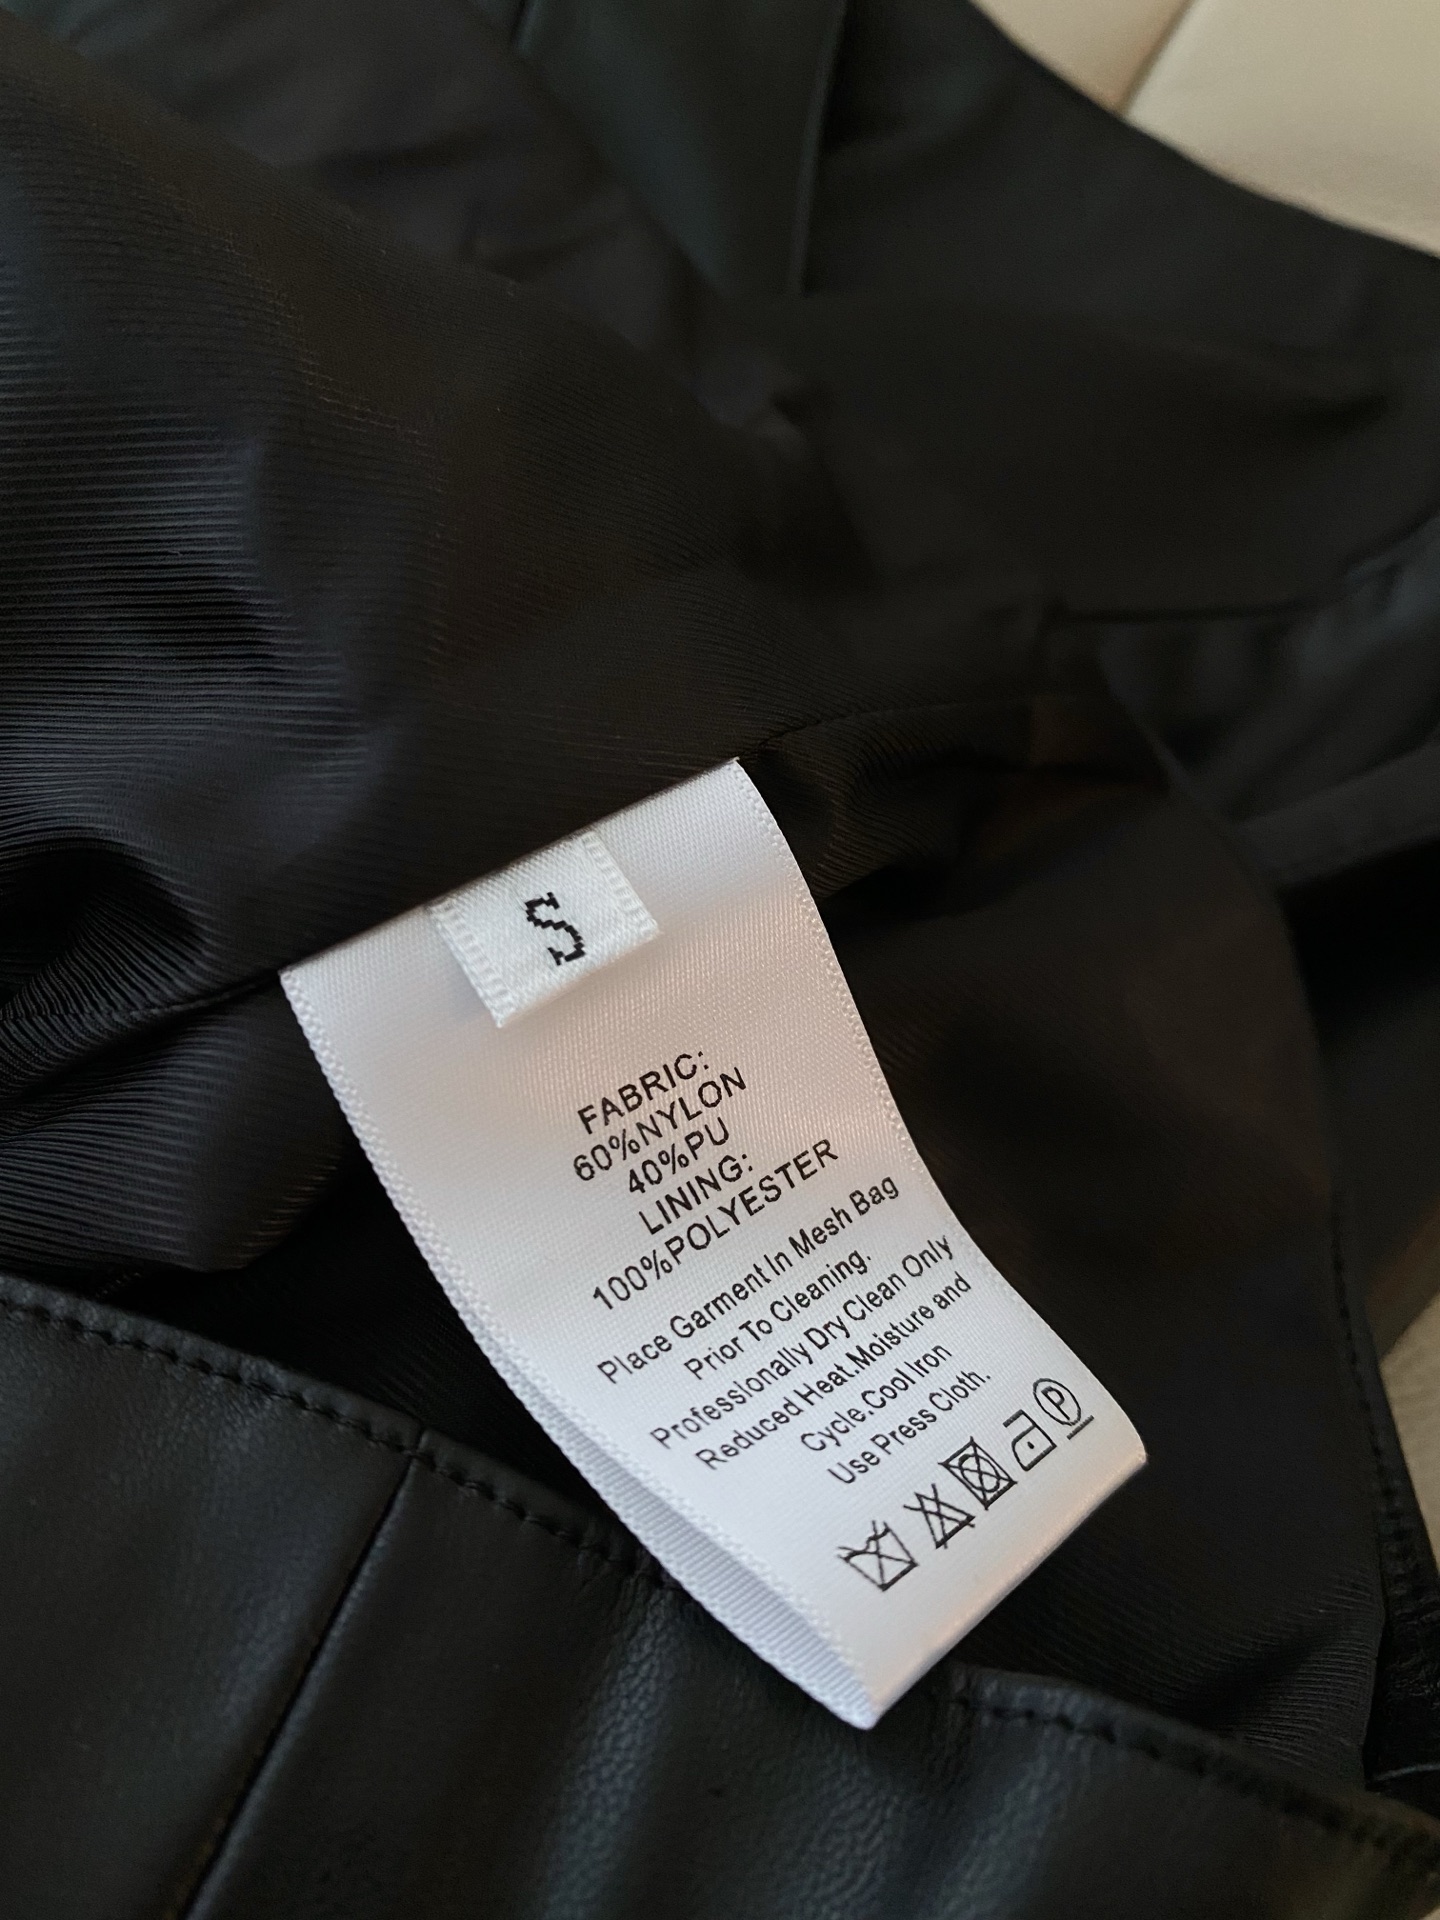 S
FABRIC:
60%NYLON
40%PU
LINING:
100%POLYESTER
Place Garment In Mesh Bag
Prior To Cleaning.
Professionally Dry Clean Only
Reduced Heat.Moisture and
Cycle.Cool Iron
Use Press Cloth.
P